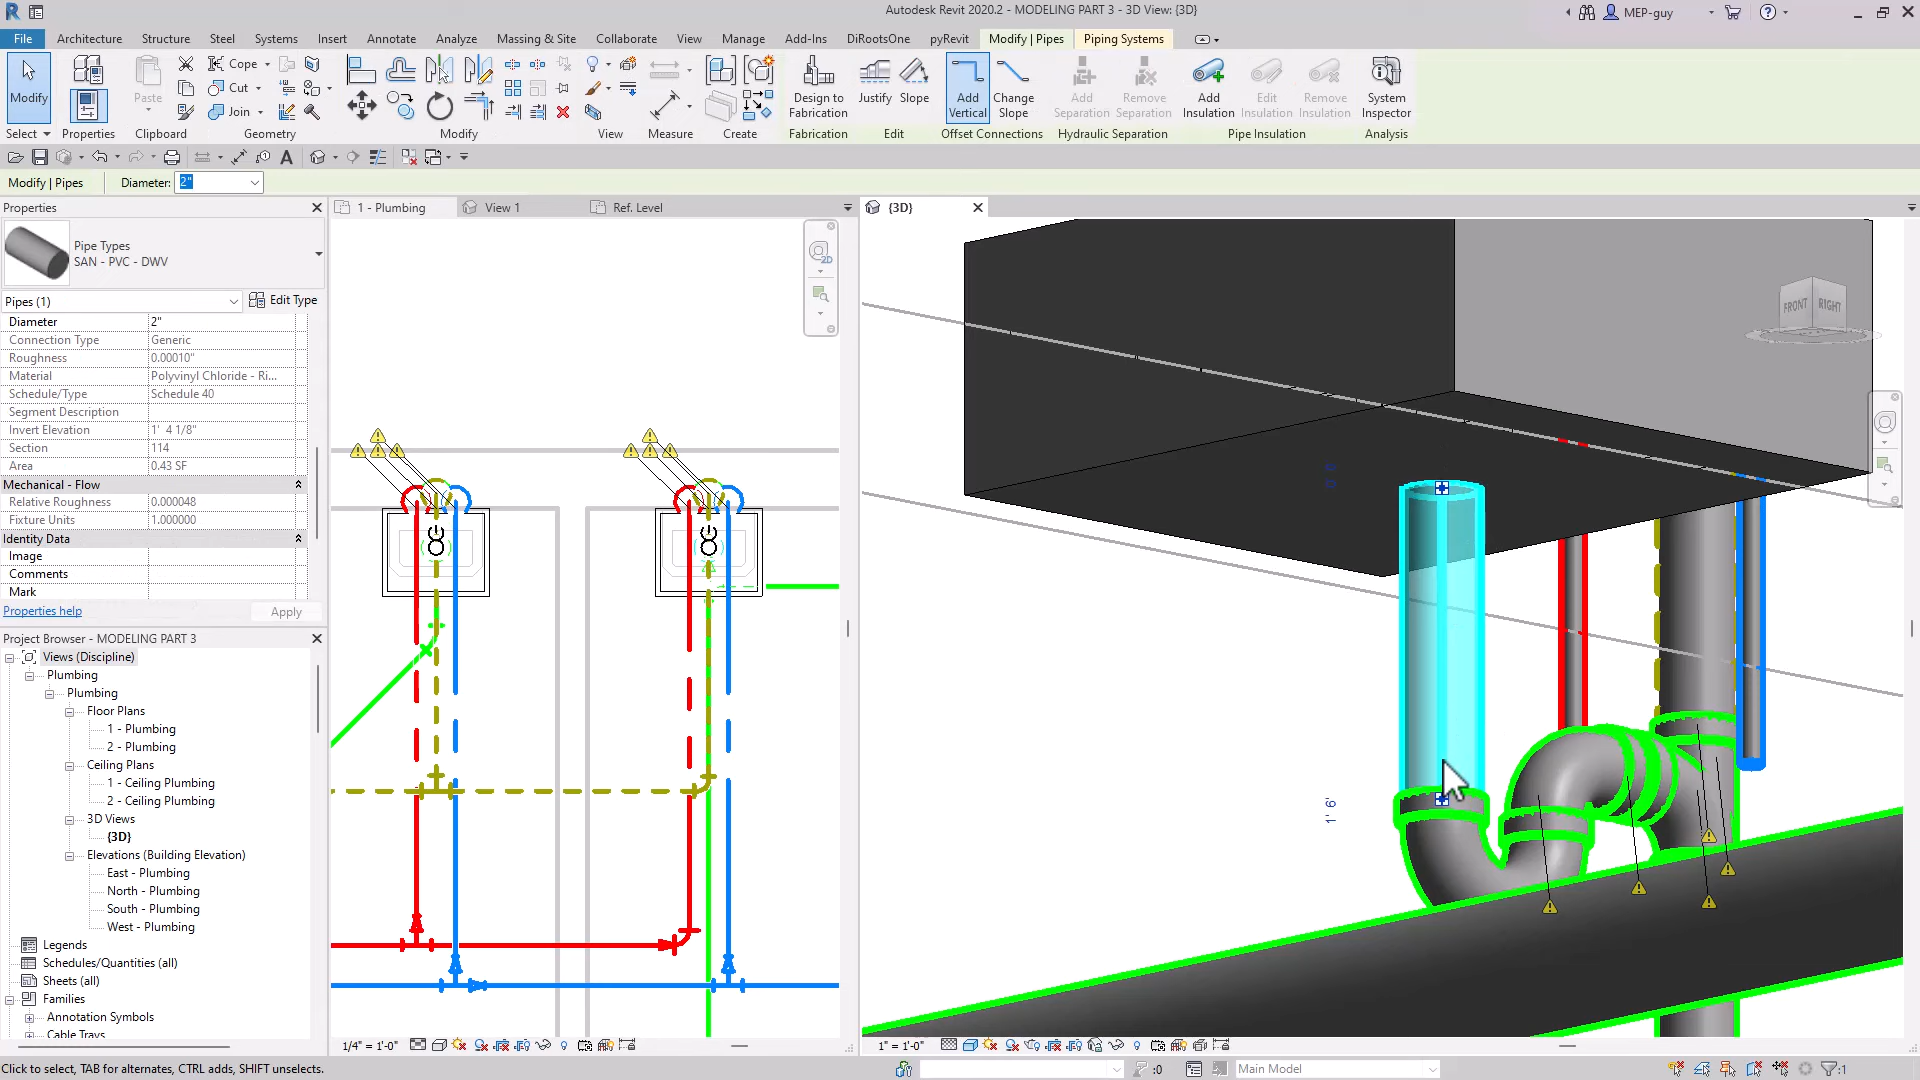 Autodesk Revit 2020.2 - MODELING PART 3 - 3D View: {3D}
MEP-guy
File
Architecture
Structure
Steel
Systems
Insert
Annotate
Analyze
Massing & Site
Collaborate
View
Manage
Add-Ins
DiRootsOne
pyRevit
Modify | Pipes
Piping Systems
Modify
Paste
Cope
Cut
Join
Design to Fabrication
Justify
Slope
Add Vertical
Change Slope
Add Separation
Remove Separation
Add Insulation
Edit Insulation
Remove Insulation
System Inspector
Select
Properties
Clipboard
Geometry
Modify
View
Measure
Create
Fabrication
Edit
Offset Connections
Hydraulic Separation
Pipe Insulation
Analysis
Modify | Pipes
Diameter:
2"
Properties
Pipe Types
SAN - PVC - DWV
Pipes (1)
Edit Type
Diameter 2"
Connection Type Generic
Roughness 0.00010"
Material Polyvinyl Chloride - Ri...
Schedule/Type Schedule 40
Segment Description
Invert Elevation 1' 4 1/8"
Section 114
Area 0.43 SF
Mechanical - Flow
Relative Roughness 0.000048
Fixture Units 1.000000
Identity Data
Image
Comments
Mark
Properties help
Apply
Project Browser - MODELING PART 3
Views (Discipline)
Plumbing
Plumbing
Floor Plans
1 - Plumbing
2 - Plumbing
Ceiling Plans
1 - Ceiling Plumbing
2 - Ceiling Plumbing
3D Views
{3D}
Elevations (Building Elevation)
East - Plumbing
North - Plumbing
South - Plumbing
West - Plumbing
Legends
Schedules/Quantities (all)
Sheets (all)
Families
Annotation Symbols
Cable Trays
1 - Plumbing
View 1
Ref. Level
2D
1/4" = 1'-0"
{3D}
FRONT
RIGHT
1' 6'
1" = 1'-0"
Click to select, TAB for alternates, CTRL adds, SHIFT unselects.
:0
Main Model
:1